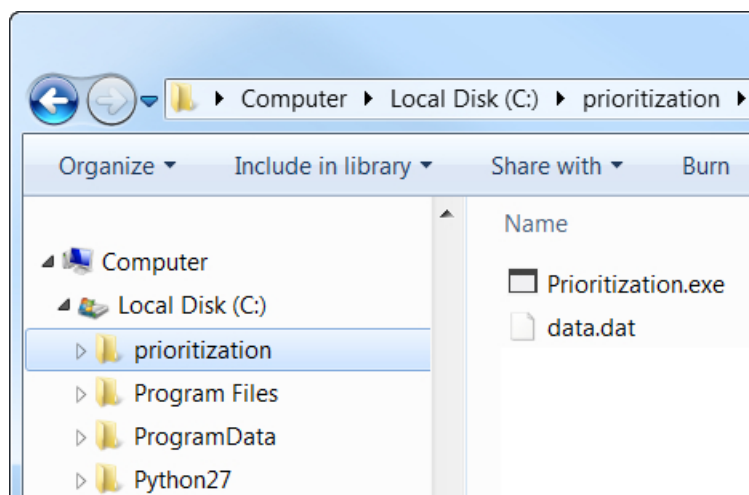 Computer Local Disk (C:) prioritization
Organize Include in library Share with Burn
Computer
Local Disk (C:)
prioritization
Program Files
ProgramData
Python27
Name
Prioritization.exe
data.dat